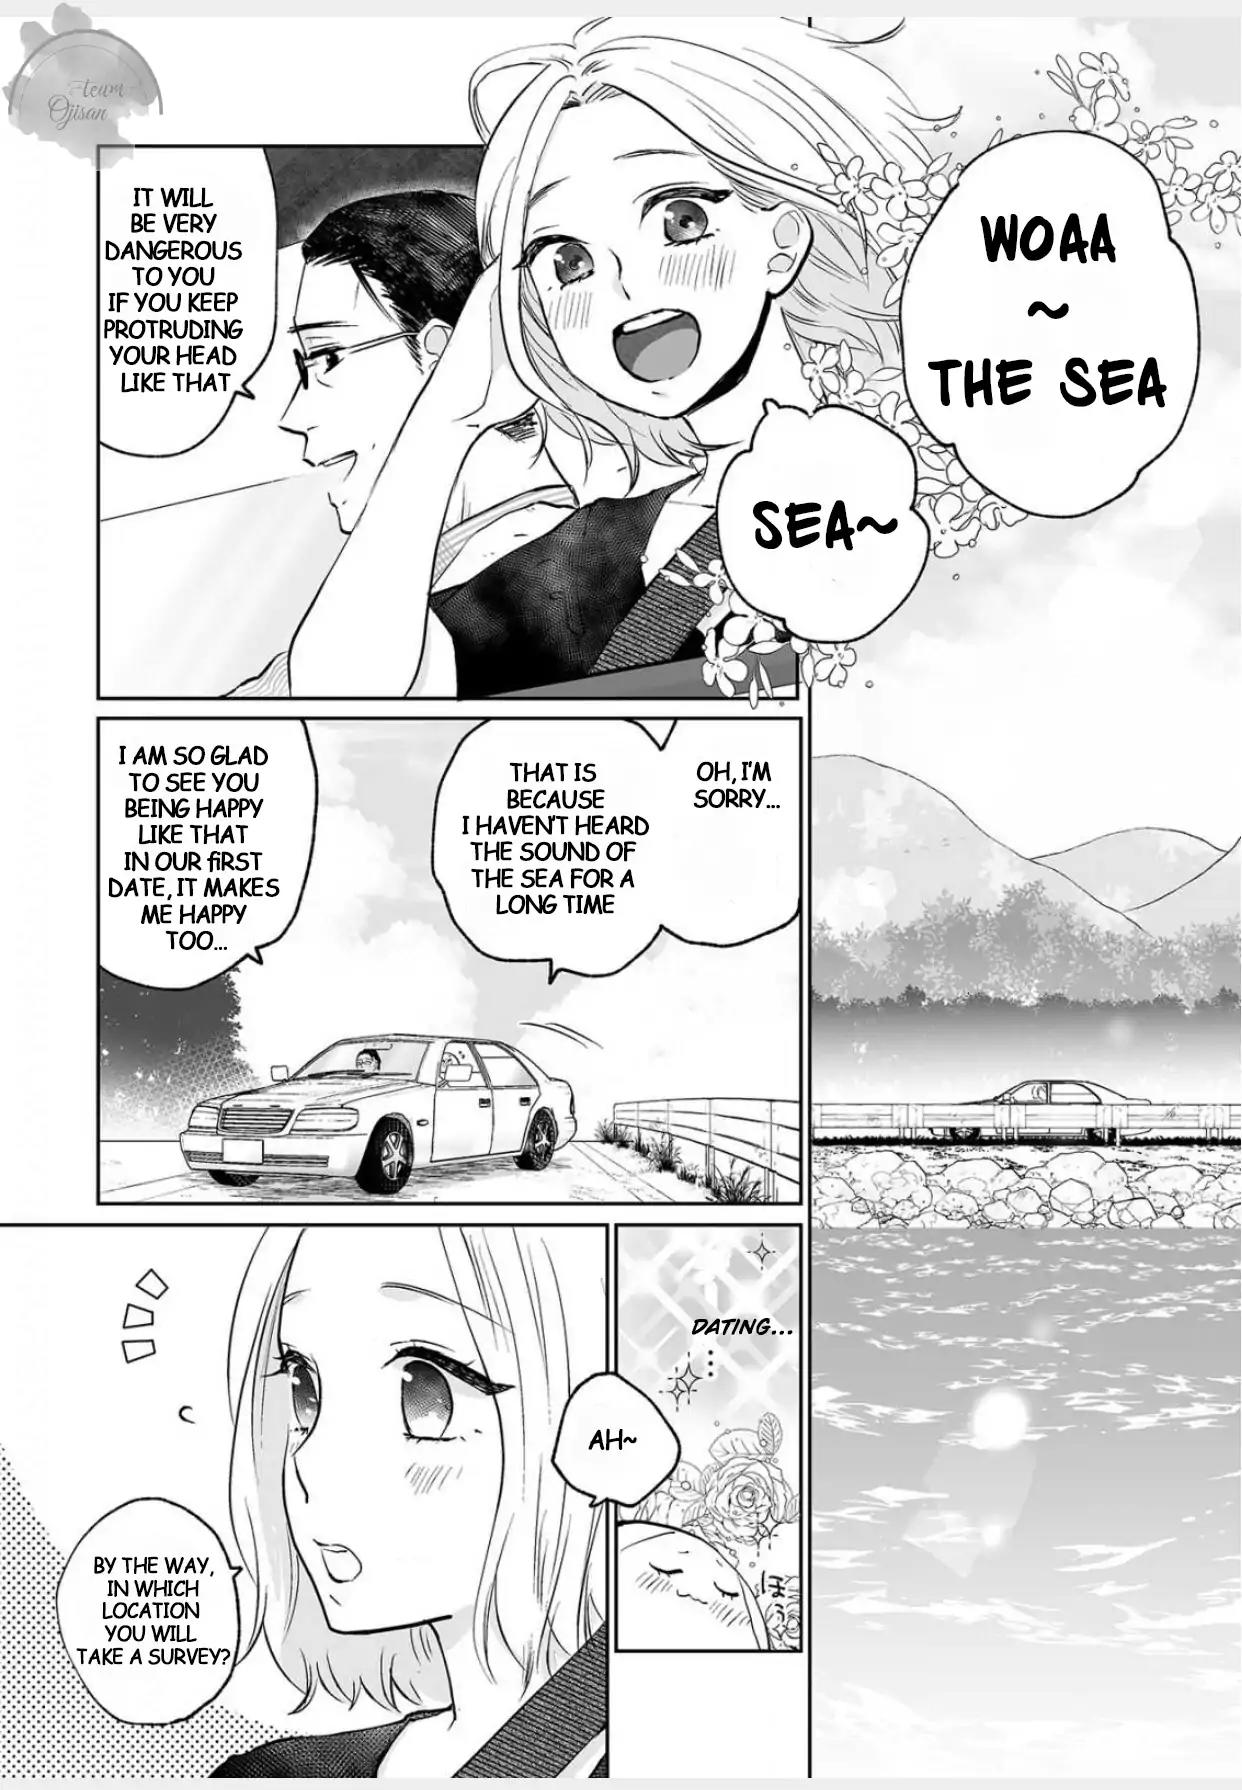 team
Ojisan
WOAA
~
THE SEA
SEA~
IT WILL
BE VERY
DANGEROUS
TO YOU
IF YOU KEEP
PROTRUDING
YOUR HEAD
LIKE THAT
OH, I'M
SORRY...
THAT IS
BECAUSE
I HAVEN'T HEARD
THE SOUND OF
THE SEA FOR A
LONG TIME
I AM SO GLAD
TO SEE YOU
BEING HAPPY
LIKE THAT
IN OUR fiRST
DATE, IT MAKES
ME HAPPY
TOO...
DATING...
...
ほう
AH~
BY THE WAY,
IN WHICH
LOCATION
YOU WILL
TAKE A SURVEY?